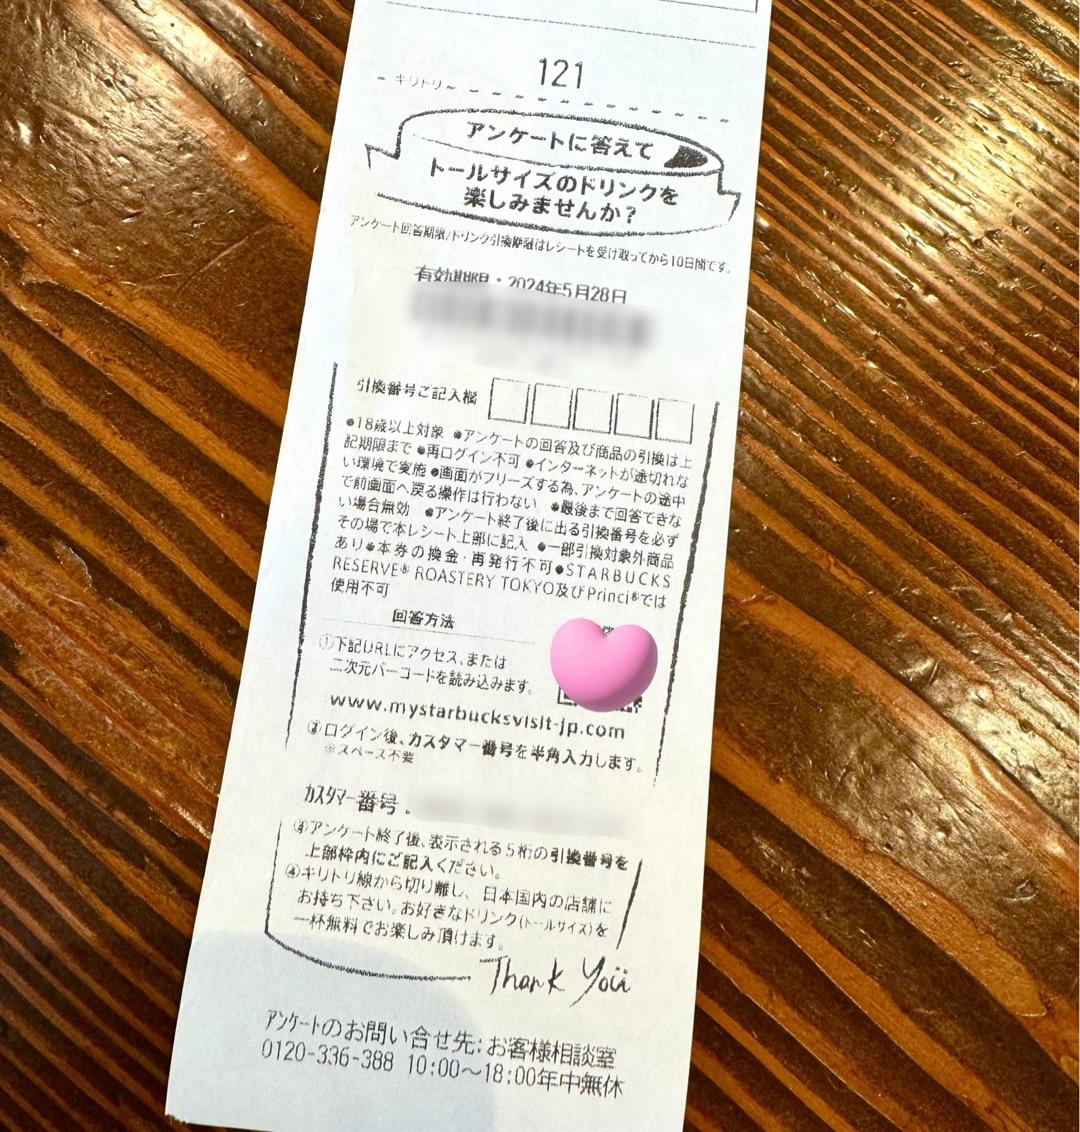 121
キリトリ
アンケートに答えて
トールサイズのドリンクを
楽しみませんか?
アンケート回答期限/ドリンク引換期限はレシートを受け取ってから10日間です。
有効期限・2024年5月28日
引換番号ご記入欄
●18歳以上対象 ●アンケートの回答及び商品の引換は上
記期限まで ●再ログイン不可 ●インターネットが途切れな
い環境で実施 ●画面がフリーズする為、アンケートの途中
で前画面へ戻る操作は行わない ●最後まで回答できな
い場合無効 ●アンケート終了後に出る引換番号を必ず
その場で本レシート上部に記入 ●一部引換対象外商品
あり●本券の換金・再発行不可●STARBUCKS
RESERVE® ROASTERY TOKYO及びPrinci®では
使用不可
回答方法
①下記URLにアクセス、または
二次元バーコードを読み込みます。
www.mystarbucksvisit-jp.com
②ログイン後、カスタマー番号を半角入力します。
※スペース不要
カスタマー番号
③アンケート終了後、表示される5桁の引換番号を
上部枠内にご記入ください。
④キリトリ線から切り離し、日本国内の店舗に
お持ち下さい。お好きなドリンク(トールサイズ)を
一杯無料でお楽しみ頂けます。
Thank You
アンケートのお問い合せ先:お客様相談室
0120-336-388 10:00〜18:00年中無休